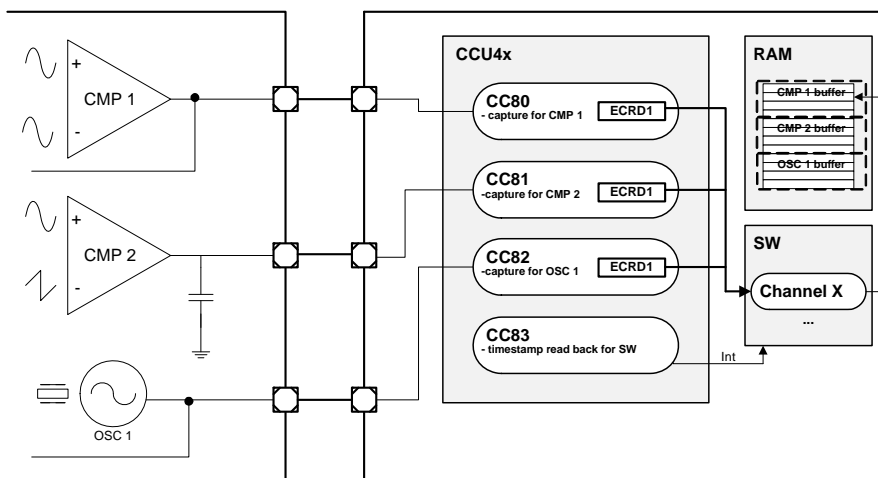 CMP 1
+
-
CMP 2
+
-
OSC 1
CCU4x
CC80
- capture for CMP 1
ECRD1
CC81
-capture for CMP 2
ECRD1
CC82
-capture for OSC 1
ECRD1
CC83
- timestamp read back for SW
Int
RAM
CMP 1 buffer
CMP 2 buffer
OSC 1 buffer
SW
Channel X
...